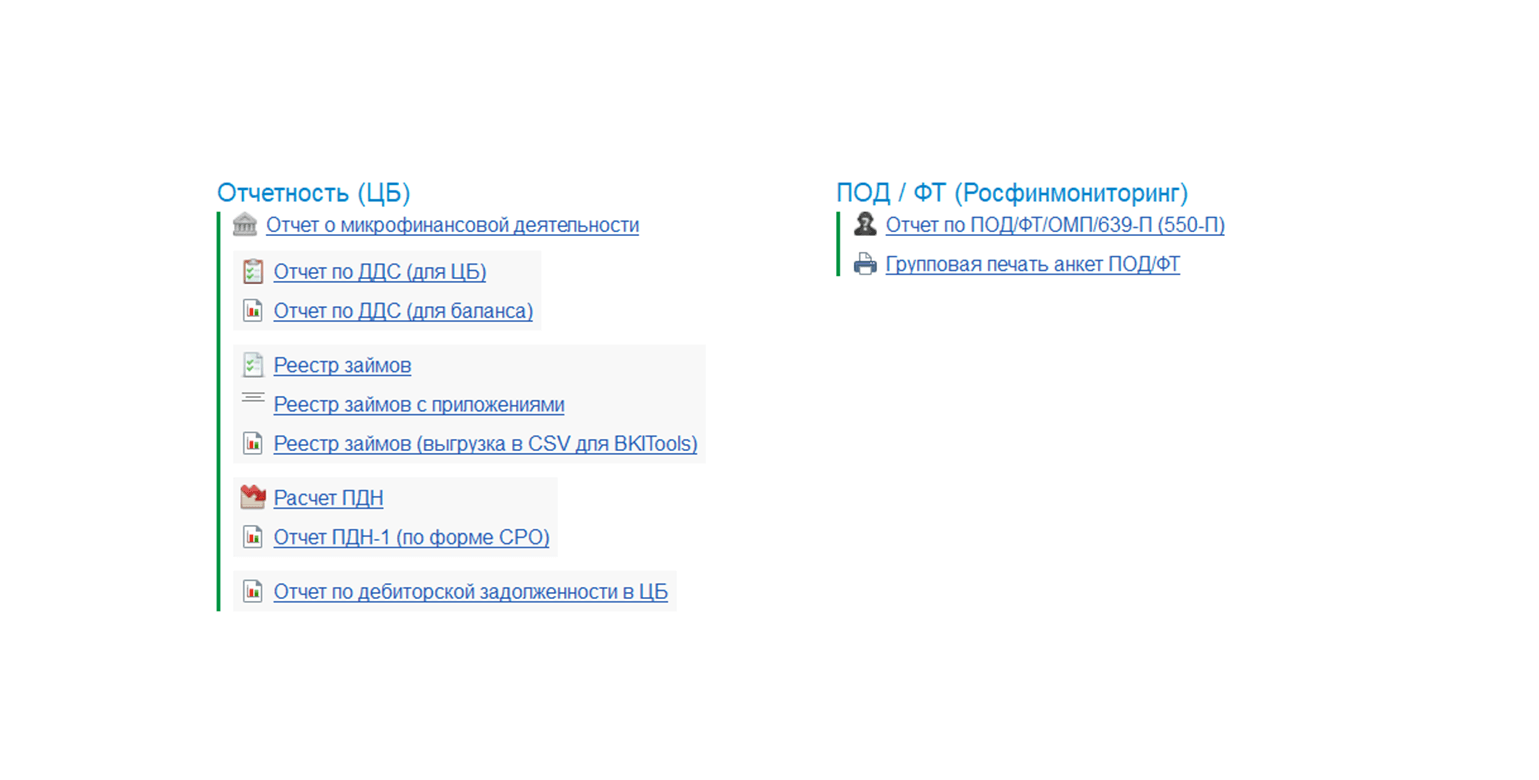 Отчетность (ЦБ)
Отчет о микрофинансовой деятельности
Отчет по ДДС (для ЦБ)
Отчет по ДДС (для баланса)
Реестр займов
Реестр займов с приложениями
Реестр займов (выгрузка в CSV для BKITools)
Расчет ПДН
Отчет ПДН-1 (по форме СРО)
Отчет по дебиторской задолженности в ЦБ
ПОД / ФТ (Росфинмониторинг)
Отчет по ПОД/ФТ/ОМП/639-П (550-П)
Групповая печать анкет ПОД/ФТ